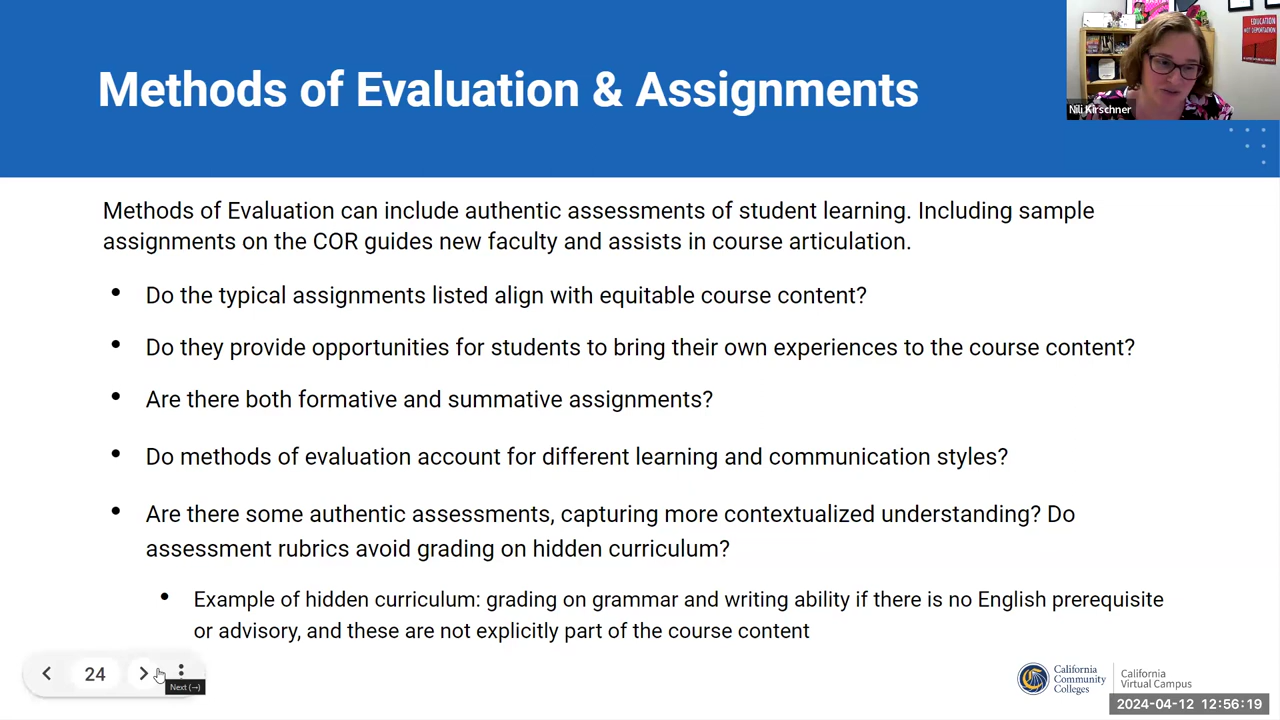 Methods of Evaluation & Assignments
EDUCATION
NOT DEPORTATION
Nili Kirschner
Methods of Evaluation can include authentic assessments of student learning. Including sample
assignments on the COR guides new faculty and assists in course articulation.
• Do the typical assignments listed align with equitable course content?
• Do they provide opportunities for students to bring their own experiences to the course content?
• Are there both formative and summative assignments?
• Do methods of evaluation account for different learning and communication styles?
• Are there some authentic assessments, capturing more contextualized understanding? Do
assessment rubrics avoid grading on hidden curriculum?
• Example of hidden curriculum: grading on grammar and writing ability if there is no English prerequisite
or advisory, and these are not explicitly part of the course content
24
Next (→)
California
Community
Colleges
California
Virtual Campus
2024-04-12 12:56:19